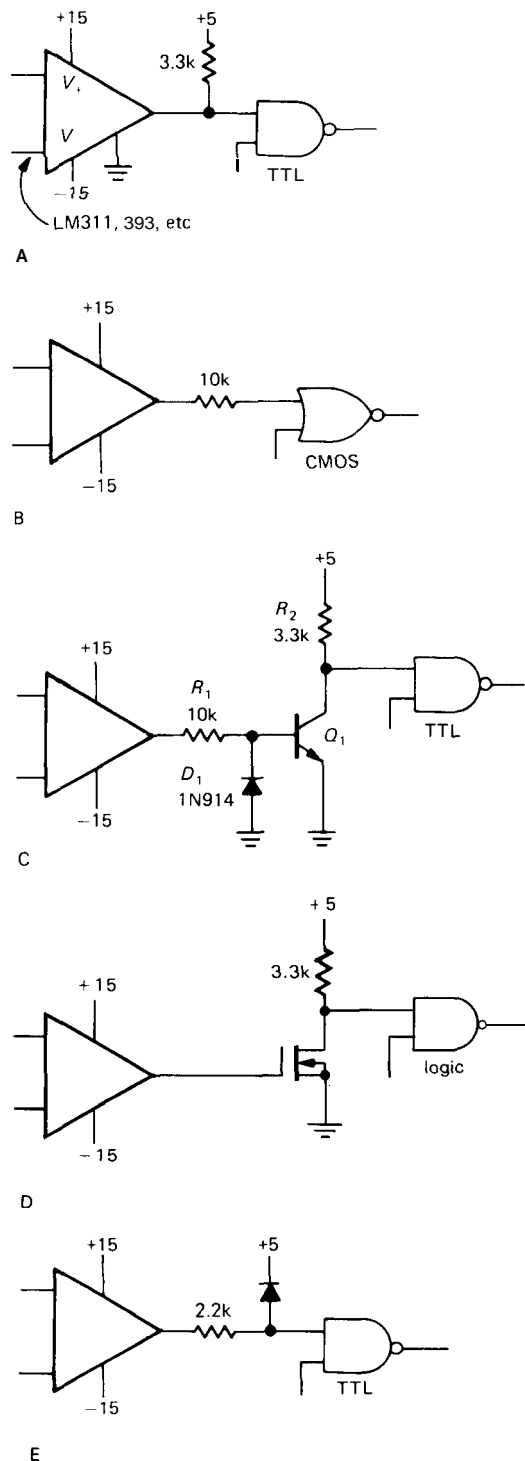 +15
+5
3.3k
V+
V
TTL
−15
LM311, 393, etc
A
+15
10k
CMOS
−15
B
+5
R2
3.3k
+15
R1
10k
Q1
TTL
D1
1N914
−15
C
+5
3.3k
+15
logic
−15
D
+15
+5
2.2k
TTL
−15
E